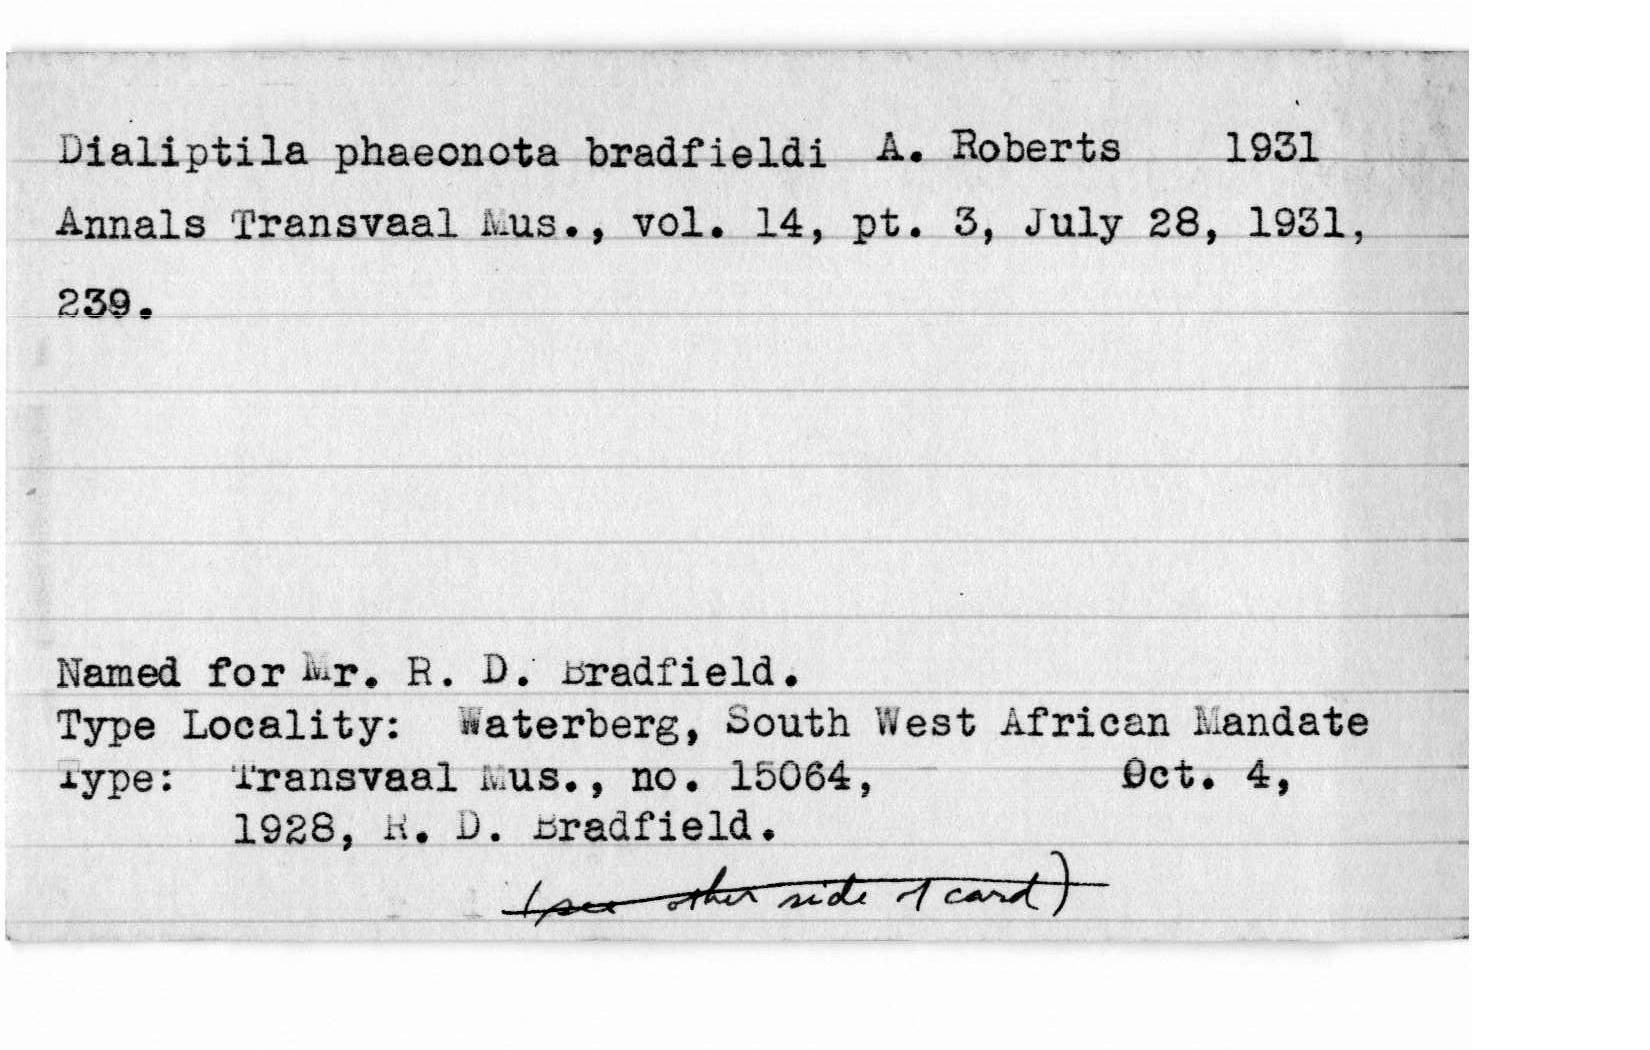 Dialiptila phaeonota bradfieldi A. Roberts 1931
Annals Transvaal Mus., vol. 14, pt. 3, July 28, 1931,
239.
Named for Mr. R. D. Bradfield.
Type Locality: Waterberg, South West African Mandate
Type: Transvaal Mus., no. 15064, Oct. 4,
1928, R. D. Bradfield.
(see other side of card)